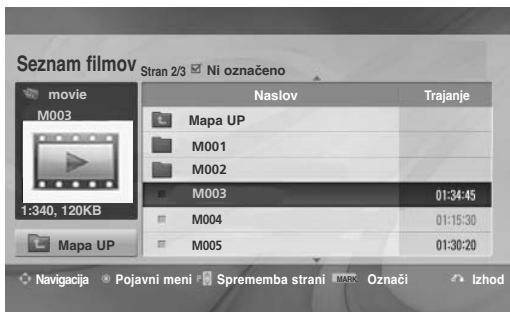 Seznam filmov Stran 2/3 Ni označeno
movie
M003
1:340, 120KB
Mapa UP
Naslov Trajanje
Mapa UP
M001
M002
M003 01:34:45
M004 01:15:30
M005 01:30:20
Navigacija Pojavni meni Sprememba strani MARK Označi Izhod